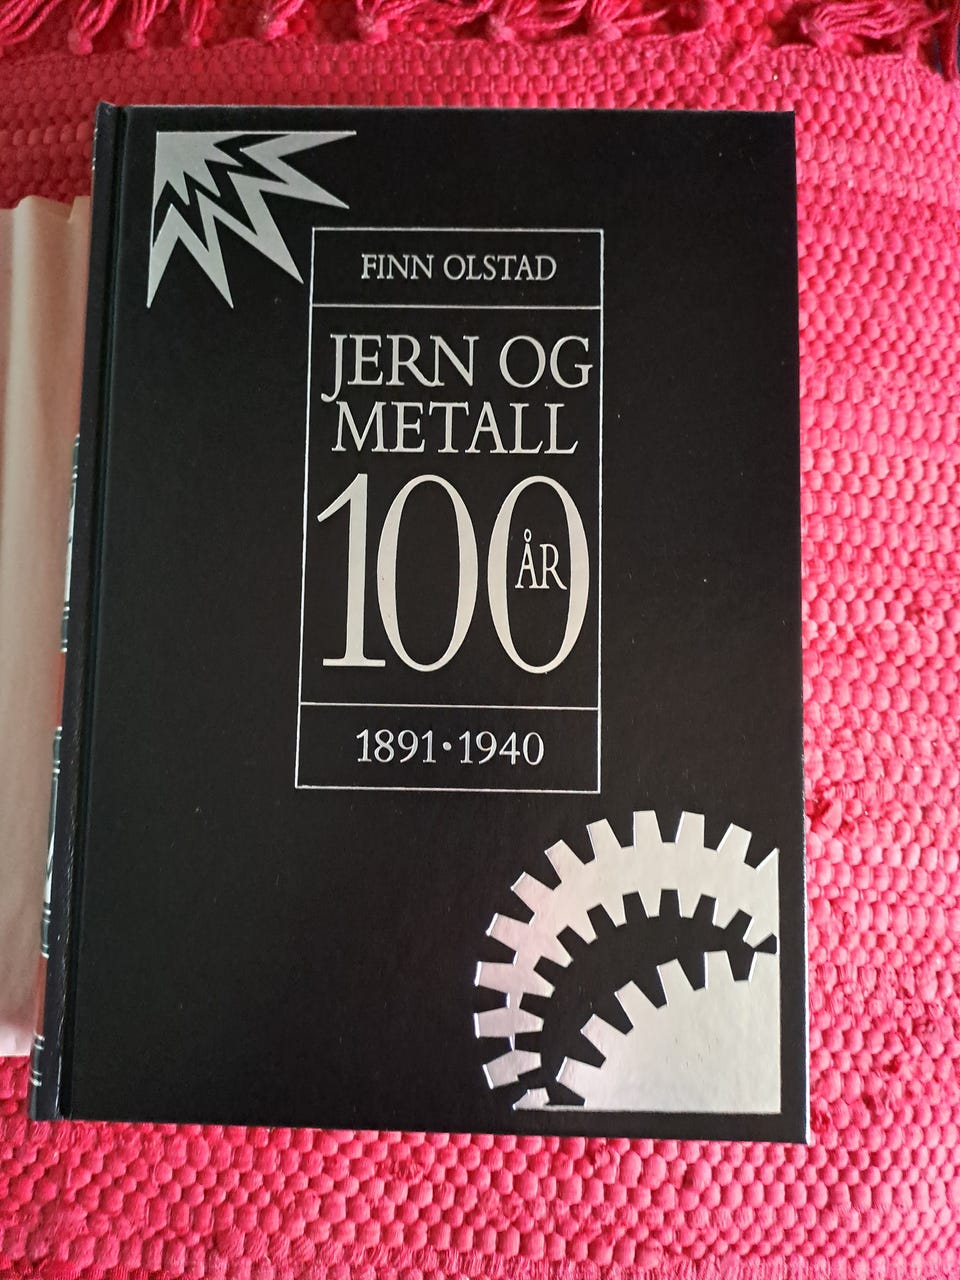 FINN OLSTAD
JERN OG
METALL
100
ÅR
1891·1940